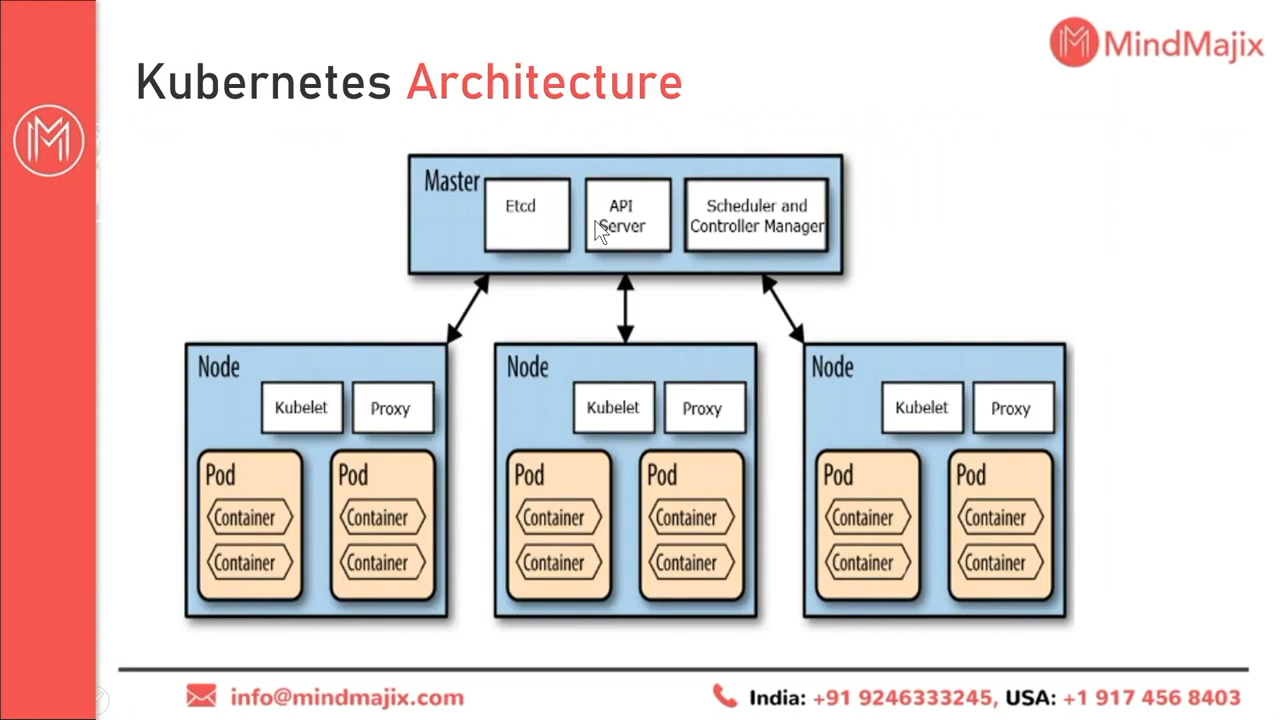 MindMajix
Kubernetes Architecture
Master
Etcd
API
Server
Scheduler and
Controller Manager
Node
Kubelet
Proxy
Pod
Container
Container
Pod
Container
Container
Node
Kubelet
Proxy
Pod
Container
Container
Pod
Container
Container
Node
Kubelet
Proxy
Pod
Container
Container
Pod
Container
Container
info@mindmajix.com
India: +91 9246333245, USA: +1 917 456 8403